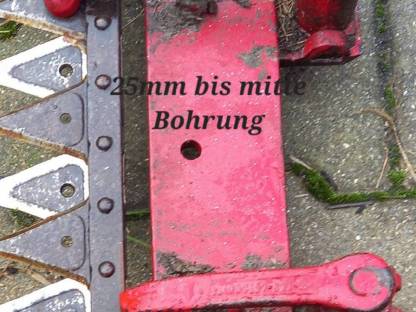 25mm bis mitte
Bohrung